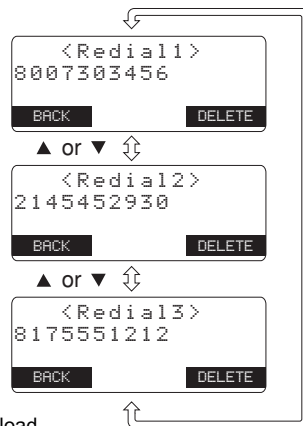 <Redial1>
8007303456
BACK DELETE
▲ or ▼
<Redial2>
2145452930
BACK DELETE
▲ or ▼
<Redial3>
8175551212
BACK DELETE